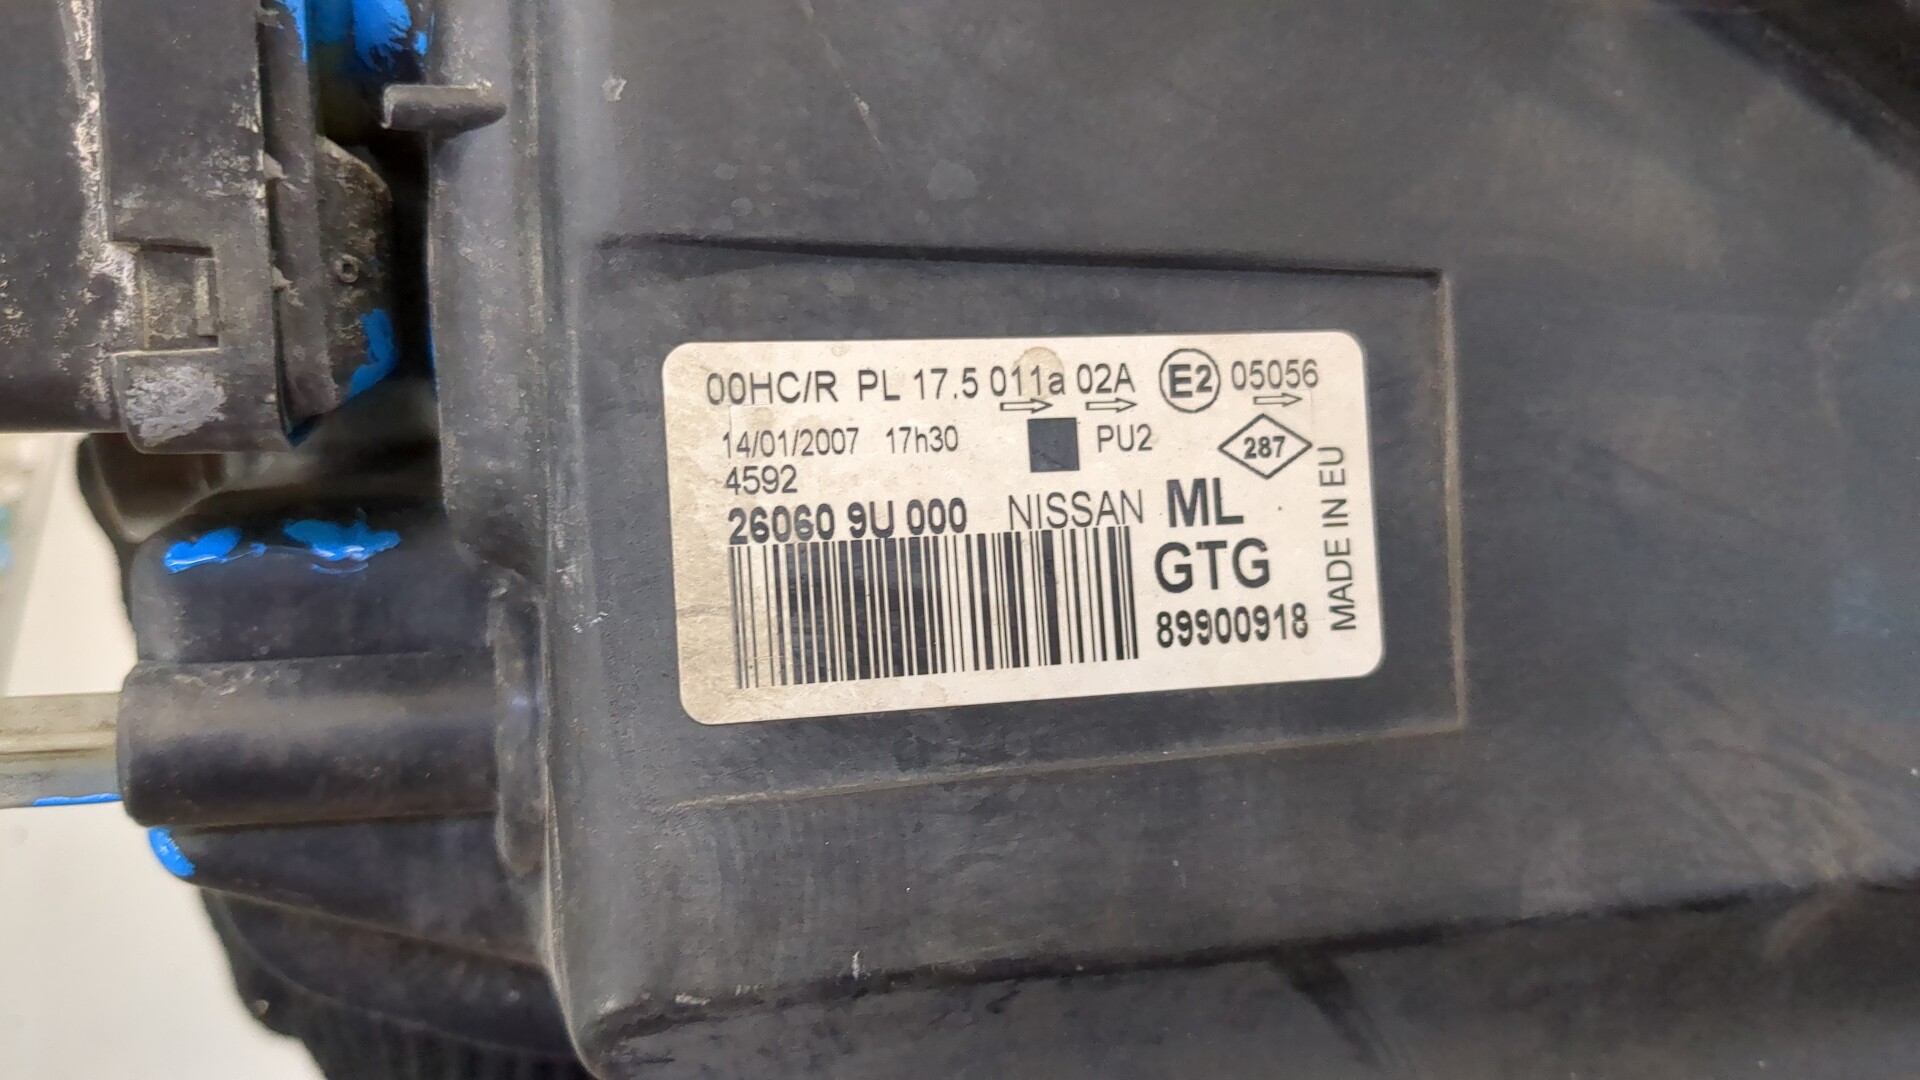 00HC/R PL 17.5 011a 02A E2 05056
14/01/2007 17h30 PU2 287
4592
26060 9U 000 NISSAN ML
GTG
89900918
MADE IN EU